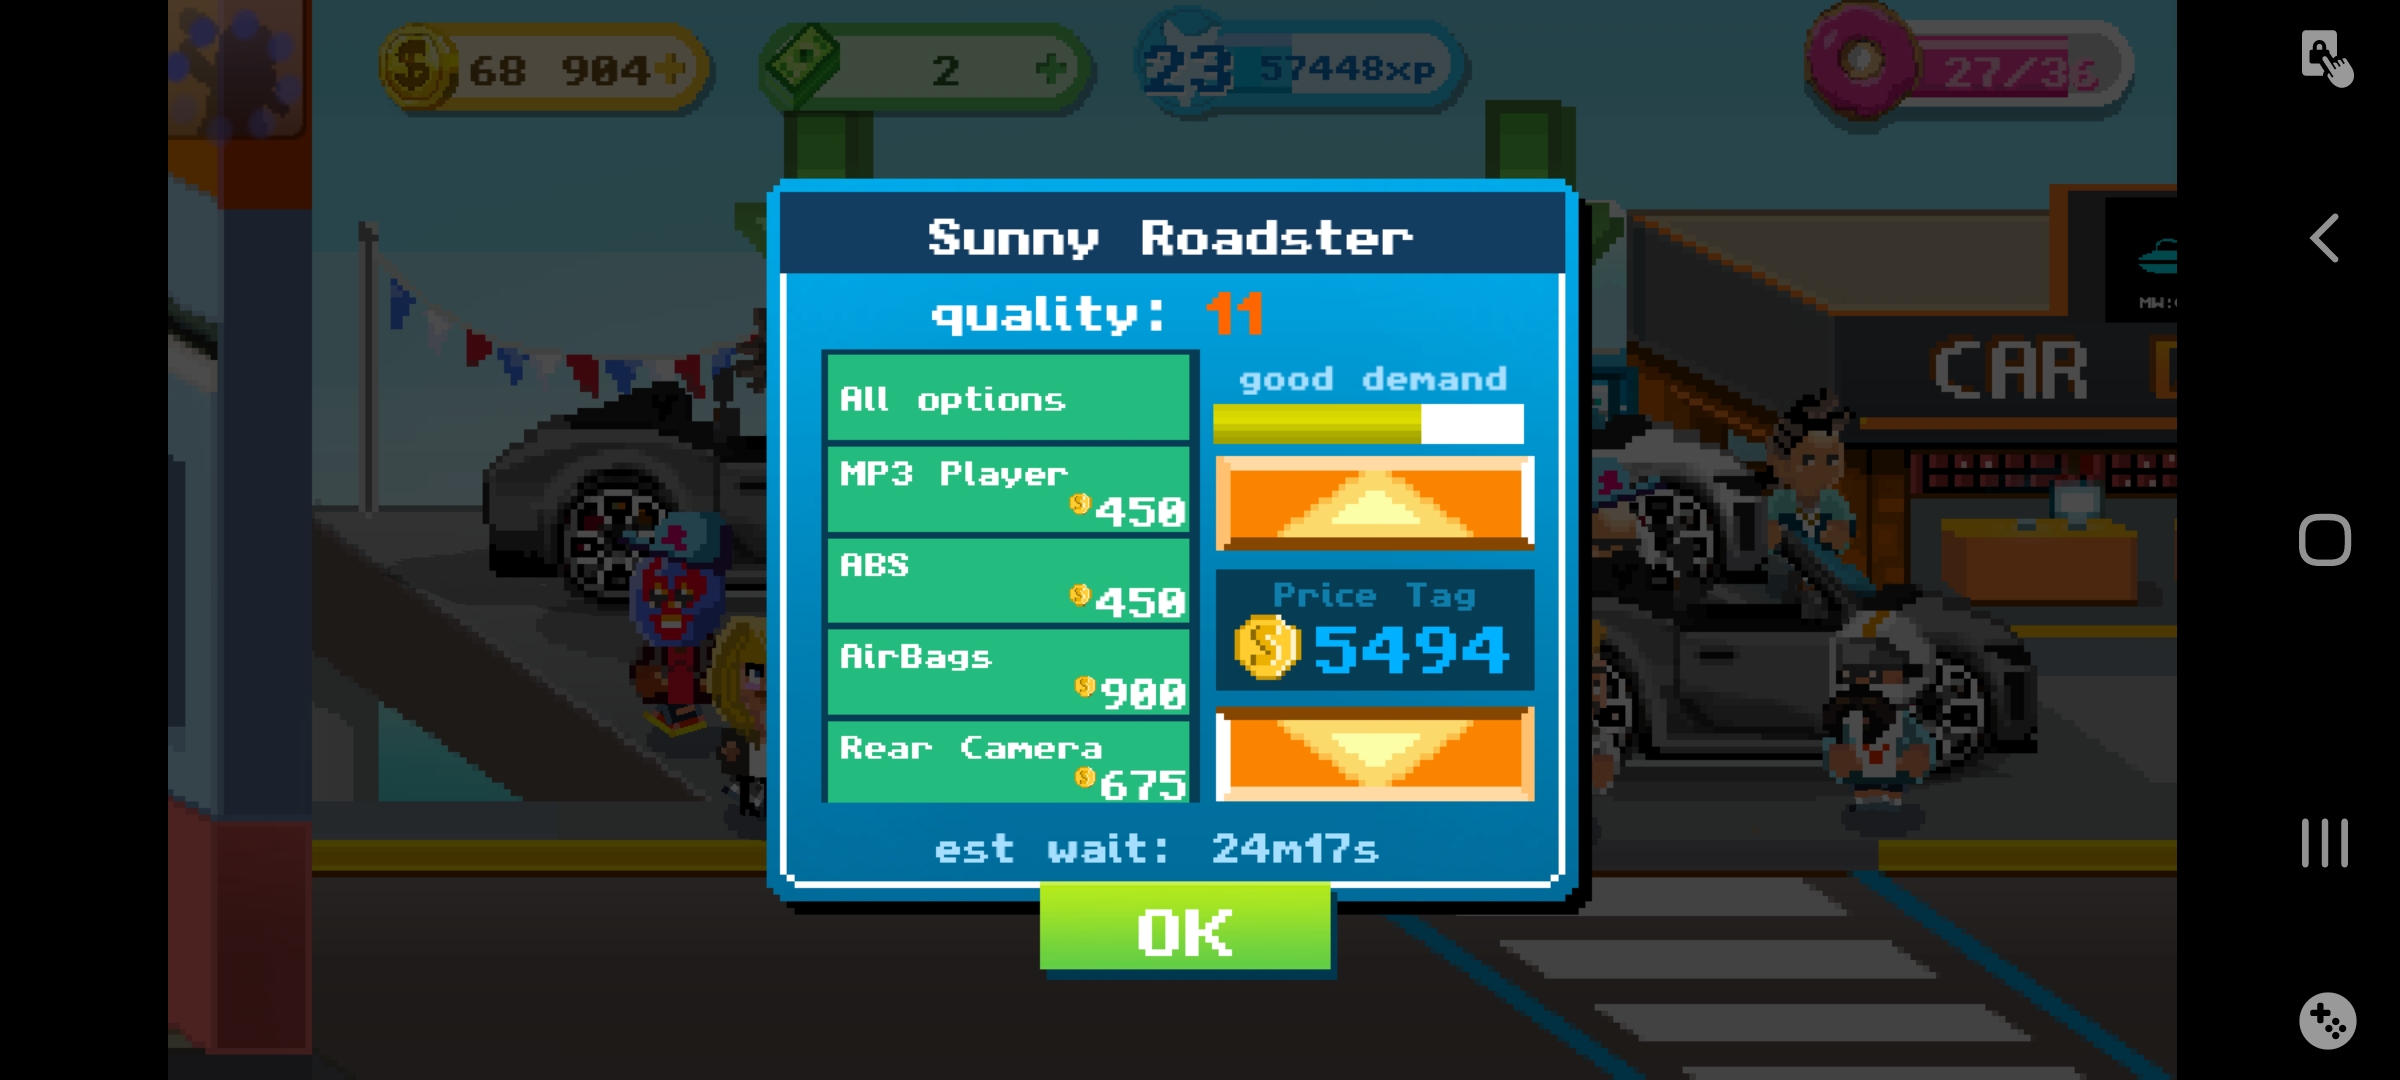 68 904+
2 +
23 57448xp
27/36
Sunny Roadster
quality: 11
All options
MP3 Player
450
ABS
450
AirBags
900
Rear Camera
675
good demand
Price Tag
5494
est wait: 24m17s
OK
CAR